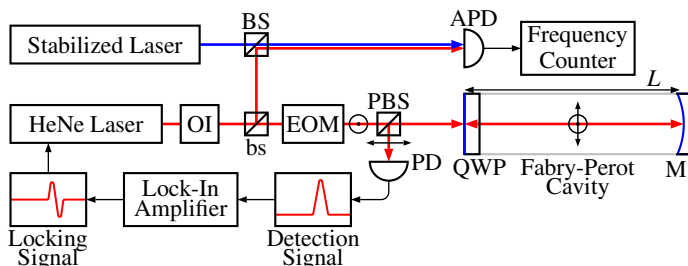 BS
APD
Stabilized Laser
Frequency
Counter
L
HeNe Laser
OI
bs
EOM
PBS
QWP
Fabry-Perot
Cavity
M
PD
Lock-In
Amplifier
Locking
Signal
Detection
Signal